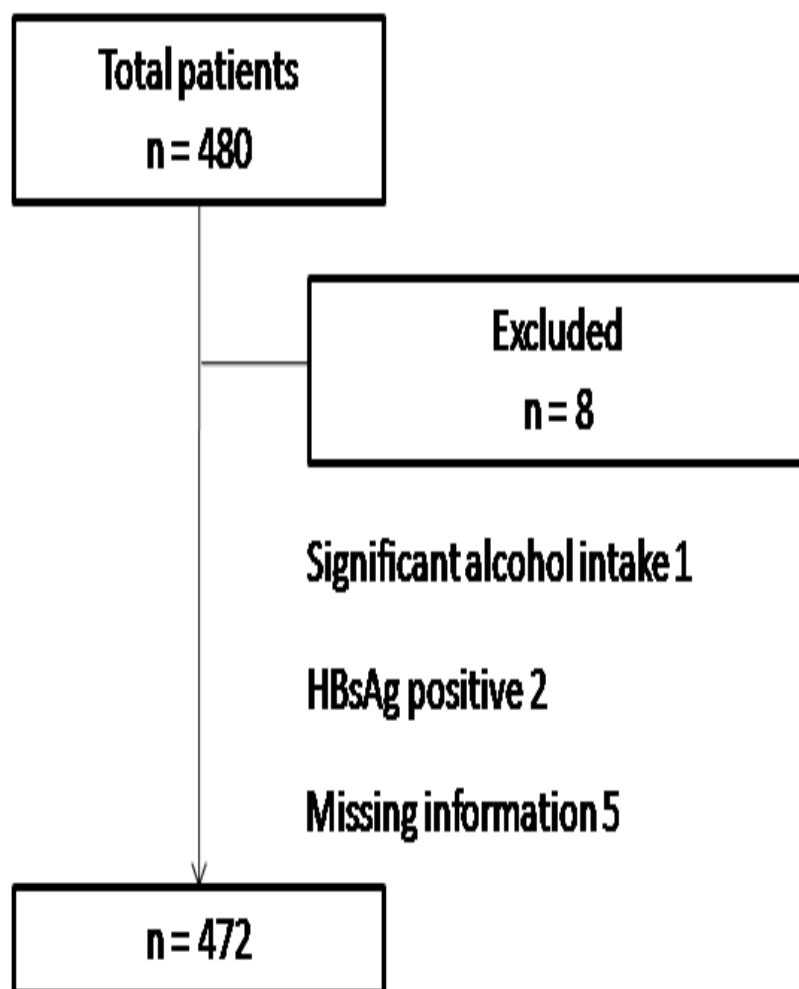 Total patients
n = 480
Excluded
n = 8
Significant alcohol intake 1
HBsAg positive 2
Missing information 5
n = 472